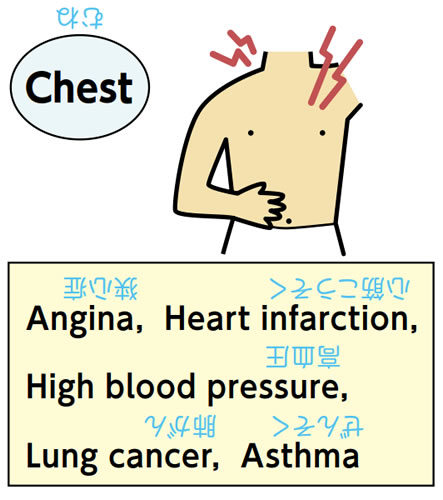 むね
Chest
狭心症 心筋こうそく
Angina, Heart infarction,
高血圧
High blood pressure,
肺がん ぜんそく
Lung cancer, Asthma